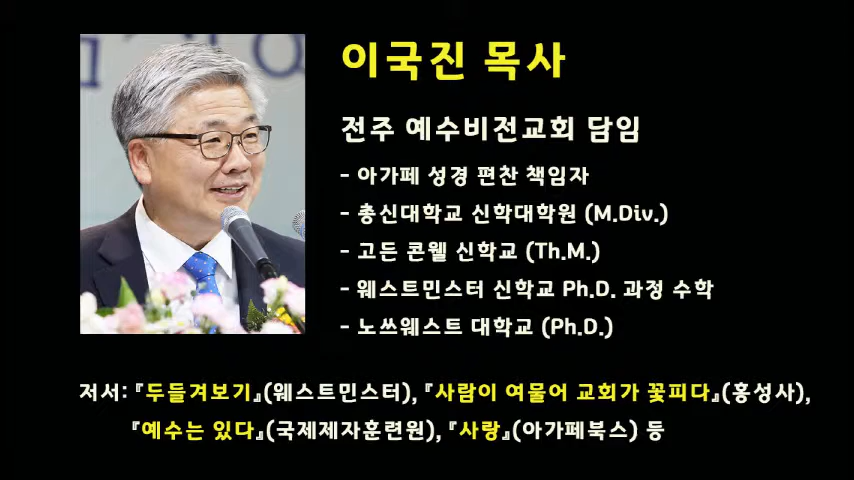 이국진 목사
전주 예수비전교회 담임
- 아가페 성경 편찬 책임자
- 총신대학교 신학대학원 (M.Div.)
- 고든 콘웰 신학교 (Th.M.)
- 웨스트민스터 신학교 Ph.D. 과정 수학
- 노쓰웨스트 대학교 (Ph.D.)
저서: 『두들겨보기』(웨스트민스터), 『사람이 여물어 교회가 꽃피다』(홍성사),
『예수는 있다』(국제제자훈련원), 『사랑』(아가페북스) 등